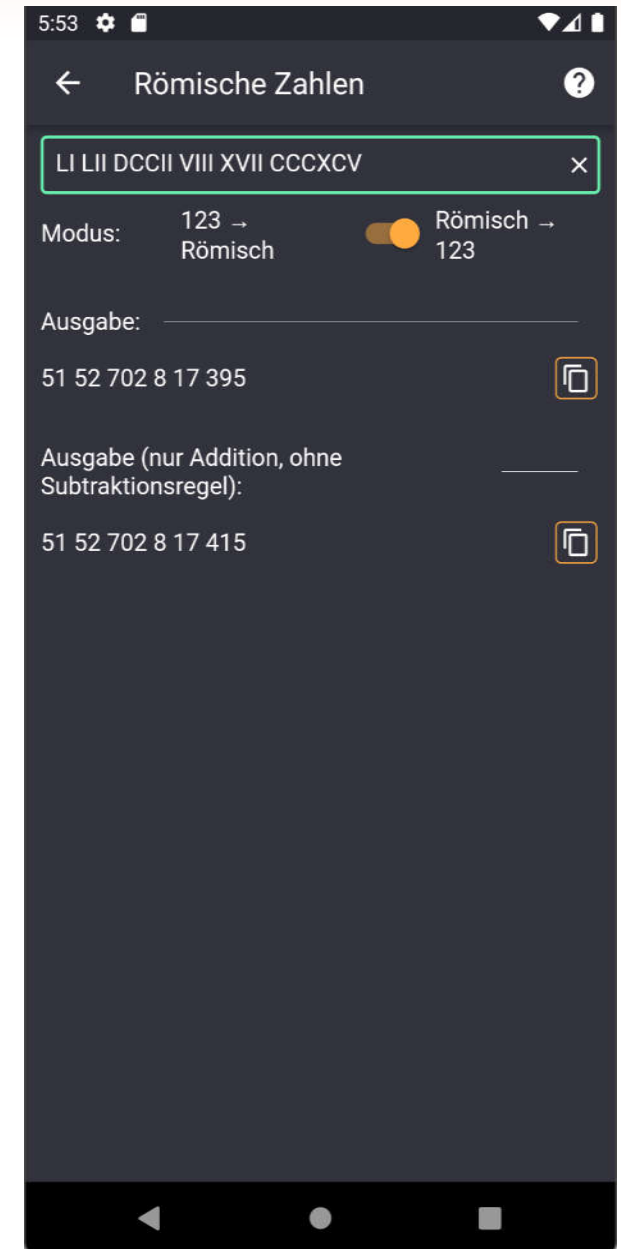 5:53
Römische Zahlen
LI LII DCCII VIII XVII CCCXCV
Modus:
123 →
Römisch
Römisch →
123
Ausgabe:
51 52 702 8 17 395
Ausgabe (nur Addition, ohne
Subtraktionsregel):
51 52 702 8 17 415